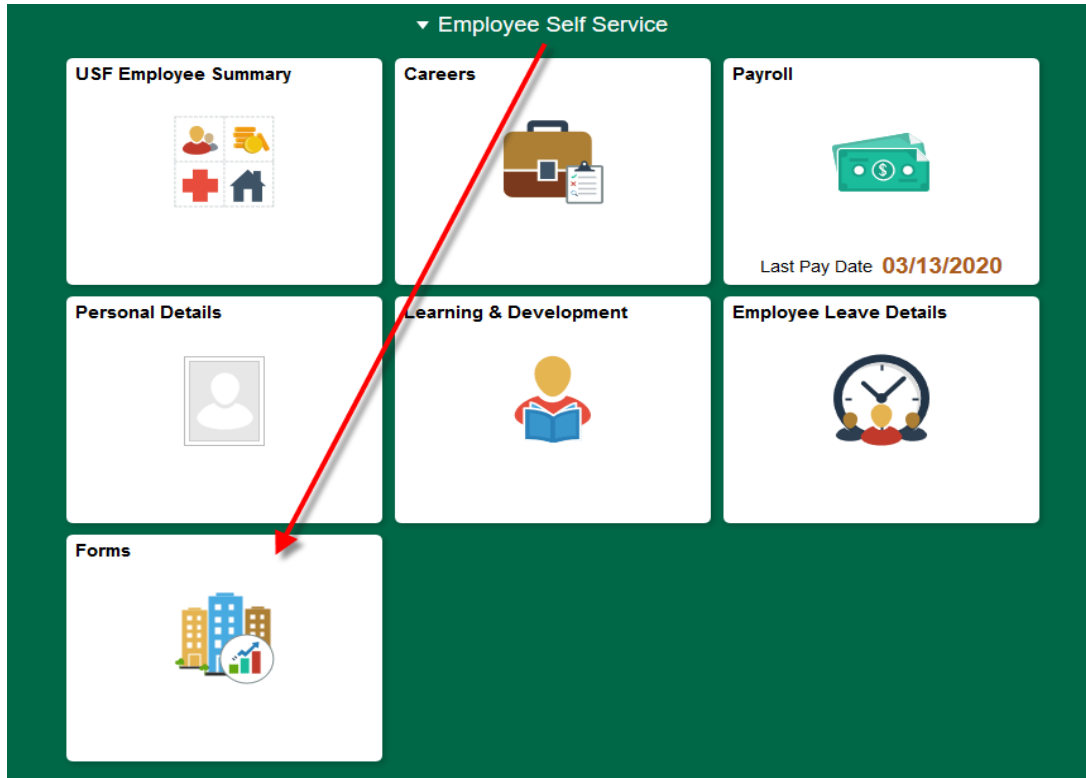 Employee Self Service
USF Employee Summary
Careers
Payroll
$
Last Pay Date 03/13/2020
Personal Details
Learning & Development
Employee Leave Details
Forms